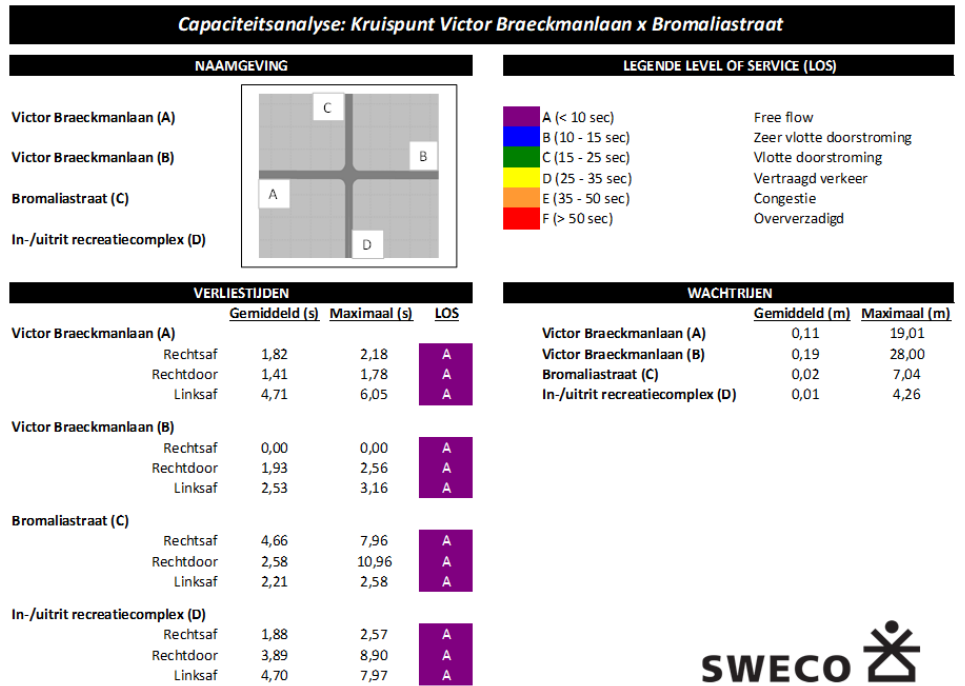 Capaciteitsanalyse: Kruispunt Victor Braeckmanlaan x Bromaliastraat
NAAMGEVING
Victor Braeckmanlaan (A)
Victor Braeckmanlaan (B)
Bromaliastraat (C)
In-/uitrit recreatiecomplex (D)
C
B
A
D
LEGENDE LEVEL OF SERVICE (LOS)
A (< 10 sec) Free flow
B (10 - 15 sec) Zeer vlotte doorstroming
C (15 - 25 sec) Vlotte doorstroming
D (25 - 35 sec) Vertraagd verkeer
E (35 - 50 sec) Congestie
F (> 50 sec) Oververzadigd
VERLIESTIJDEN
Gemiddeld (s) Maximaal (s) LOS
Victor Braeckmanlaan (A)
Rechtsaf 1,82 2,18 A
Rechtdoor 1,41 1,78 A
Linksaf 4,71 6,05 A
Victor Braeckmanlaan (B)
Rechtsaf 0,00 0,00 A
Rechtdoor 1,93 2,56 A
Linksaf 2,53 3,16 A
Bromaliastraat (C)
Rechtsaf 4,66 7,96 A
Rechtdoor 2,58 10,96 A
Linksaf 2,21 2,58 A
In-/uitrit recreatiecomplex (D)
Rechtsaf 1,88 2,57 A
Rechtdoor 3,89 8,90 A
Linksaf 4,70 7,97 A
WACHTRIJEN
Gemiddeld (m) Maximaal (m)
Victor Braeckmanlaan (A) 0,11 19,01
Victor Braeckmanlaan (B) 0,19 28,00
Bromaliastraat (C) 0,02 7,04
In-/uitrit recreatiecomplex (D) 0,01 4,26
SWECO